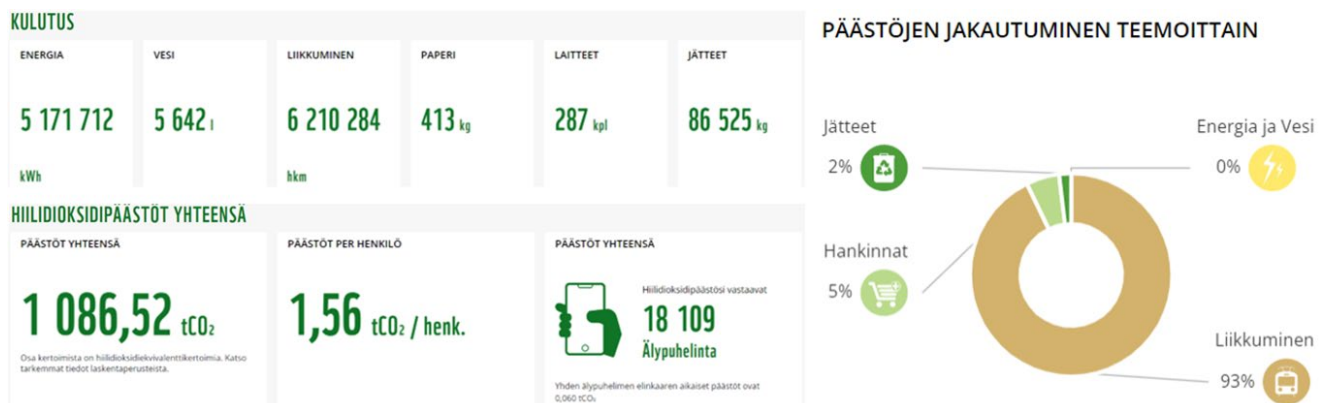 KULUTUS
ENERGIA
5 171 712
kWh
VESI
5 642 l
LIIKKUMINEN
6 210 284
hkm
PAPERI
413 kg
LAITTEET
287 kpl
JÄTTEET
86 525 kg
HIILIDIOKSIDIPÄÄSTÖT YHTEENSÄ
PÄÄSTÖT YHTEENSÄ
1 086,52 tCO₂
Osa kertoimista on hiilidioksidiekvivalenttikertoimia. Katso
tarkemmat tiedot laskentaperusteista.
PÄÄSTÖT PER HENKILÖ
1,56 tCO₂ / henk.
PÄÄSTÖT YHTEENSÄ
Hiilidioksidipäästösi vastaavat
18 109
Älypuhelinta
Yhden älypuhelimen elinkaaren aikaiset päästöt ovat
0,060 tCO₂
PÄÄSTÖJEN JAKAUTUMINEN TEEMOITTAIN
Jätteet
2%
Energia ja Vesi
0%
Hankinnat
5%
Liikkuminen
93%